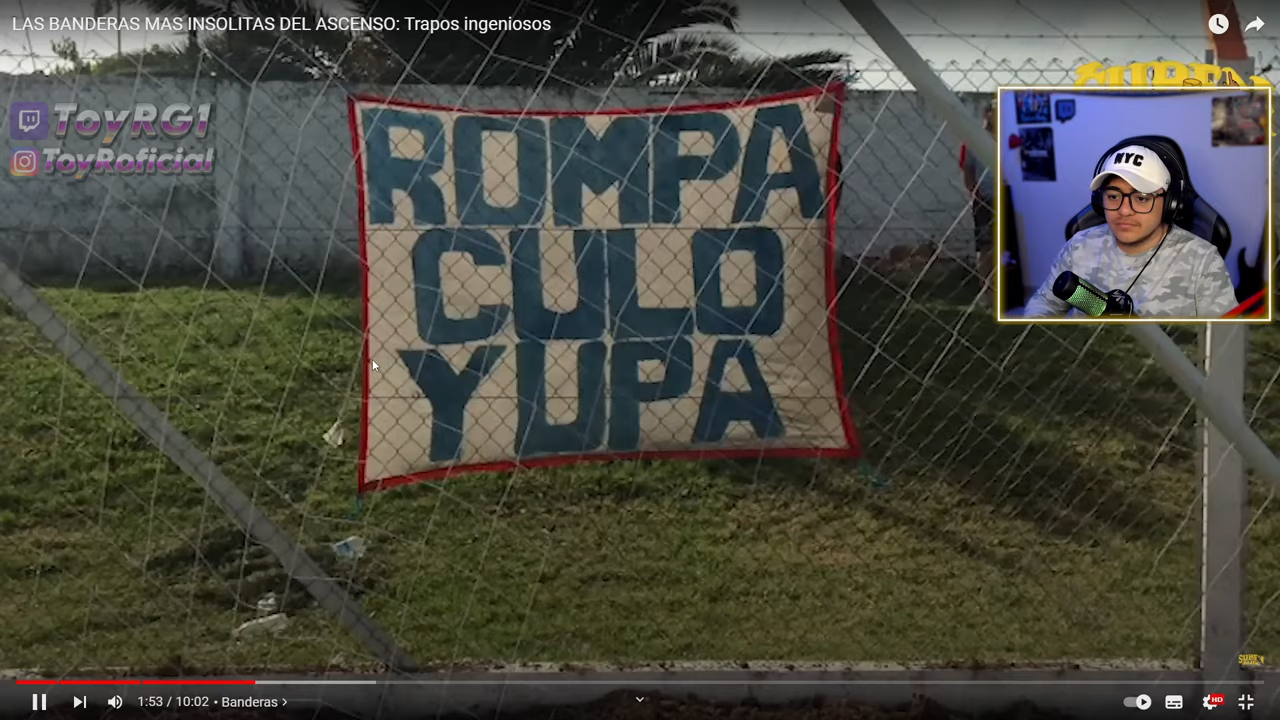 LAS BANDERAS MAS INSOLITAS DEL ASCENSO: Trapos ingeniosos
ToyRG1
ToyRoficial
NYC
ROMPA
CULO
YUPA
1:53 / 10:02 • Banderas >
HD